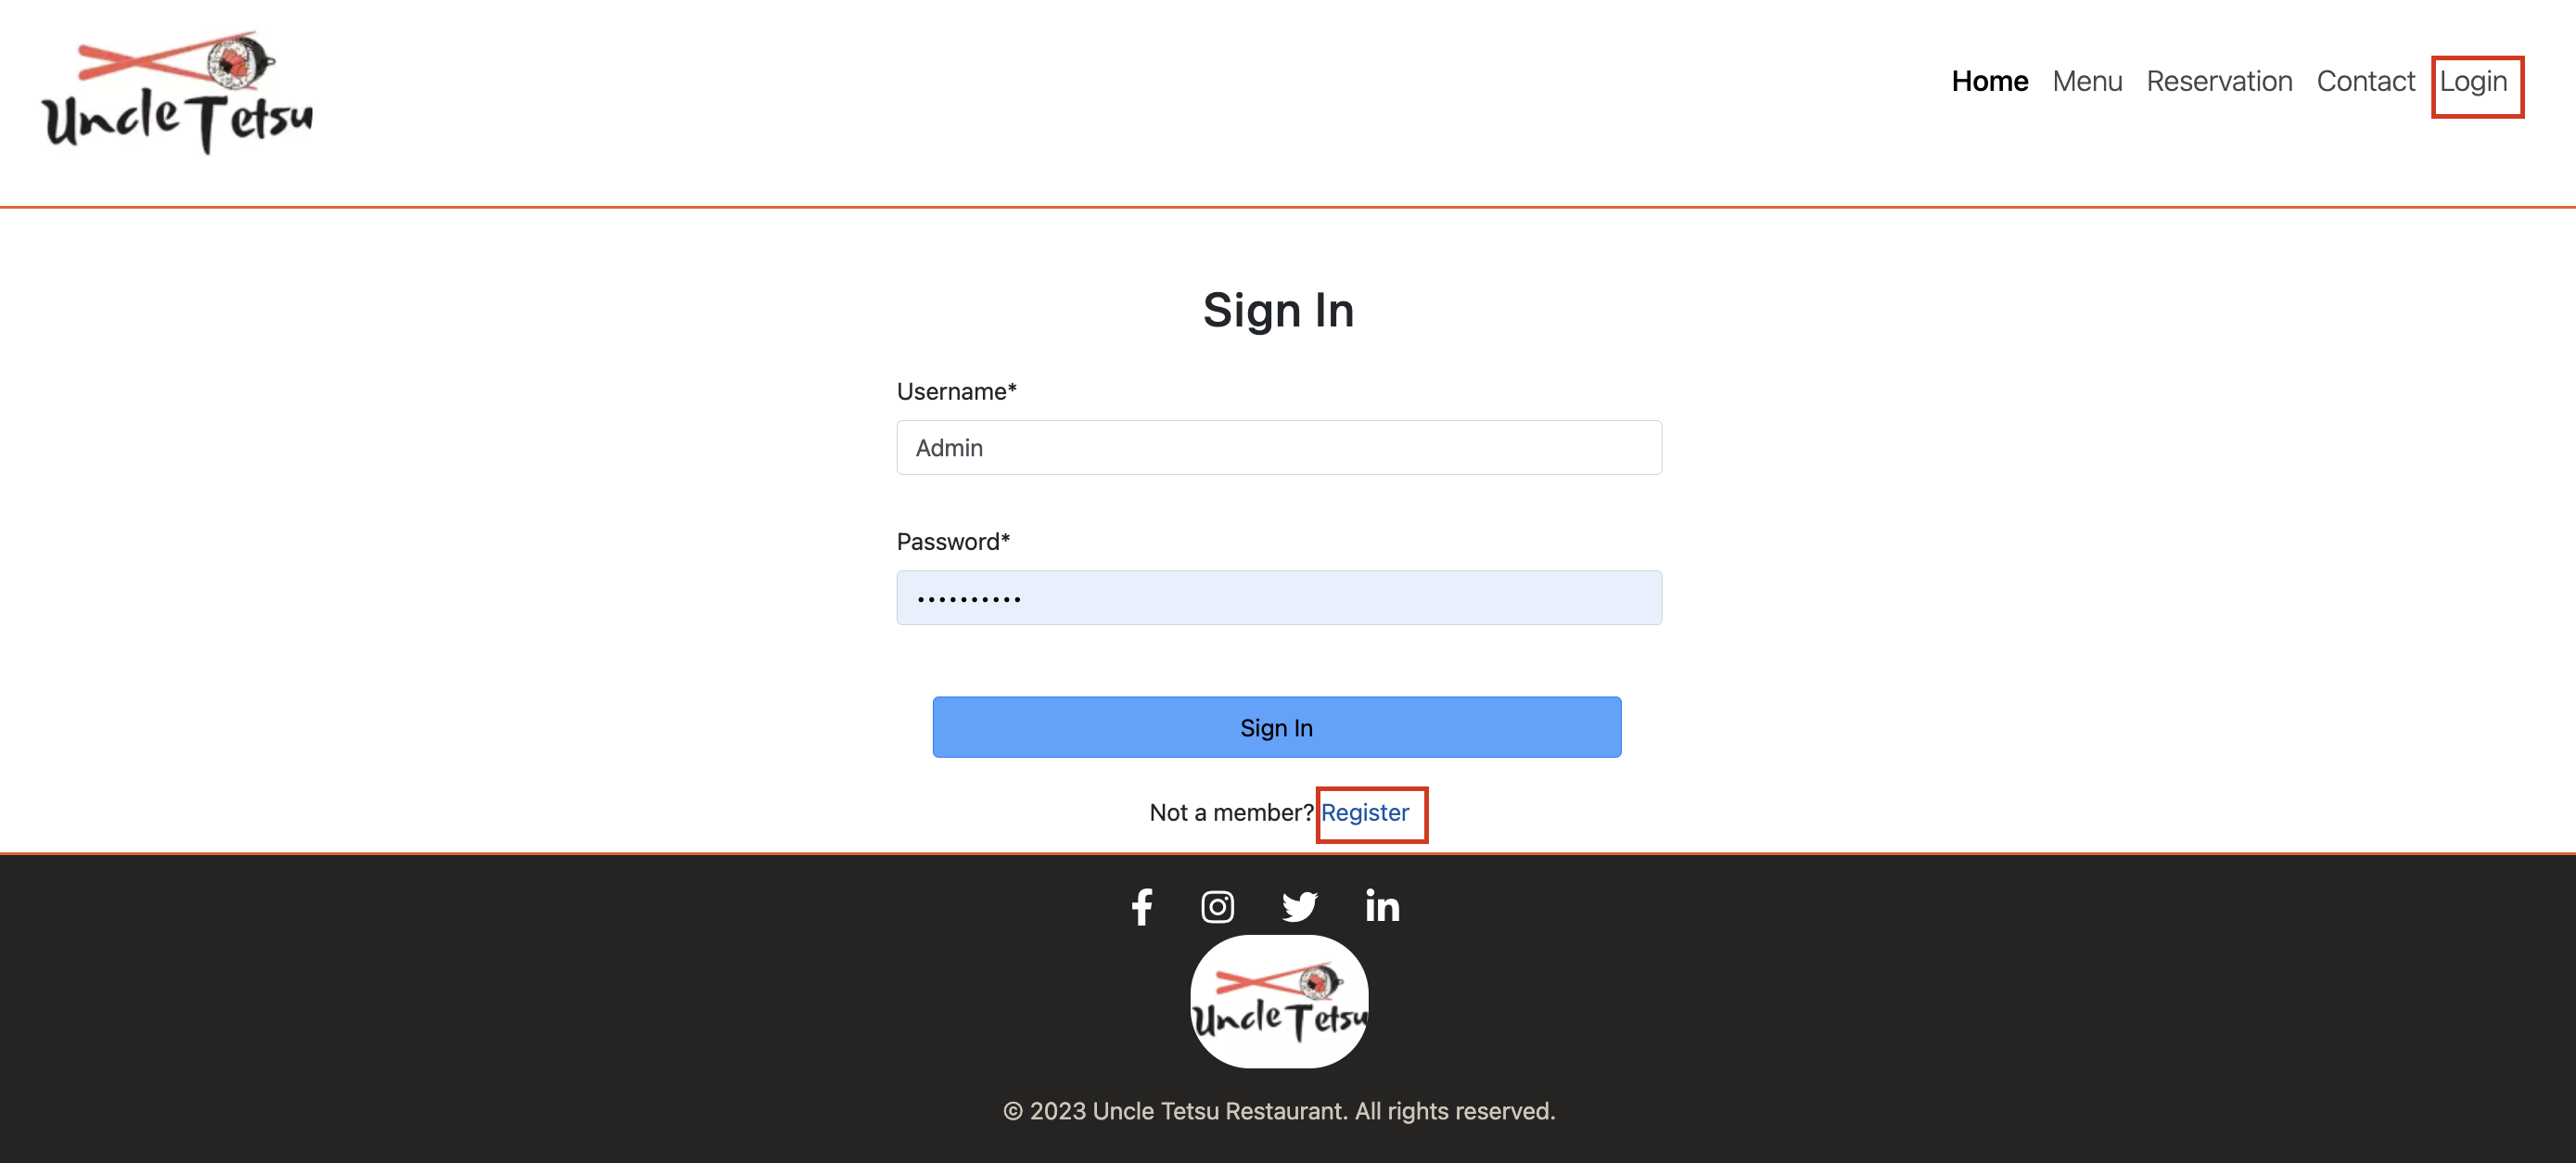 Uncle Tetsu
Home Menu Reservation Contact Login
Sign In
Username*
Admin
Password*
••••••••••
Sign In
Not a member? Register
Uncle Tetsu
© 2023 Uncle Tetsu Restaurant. All rights reserved.